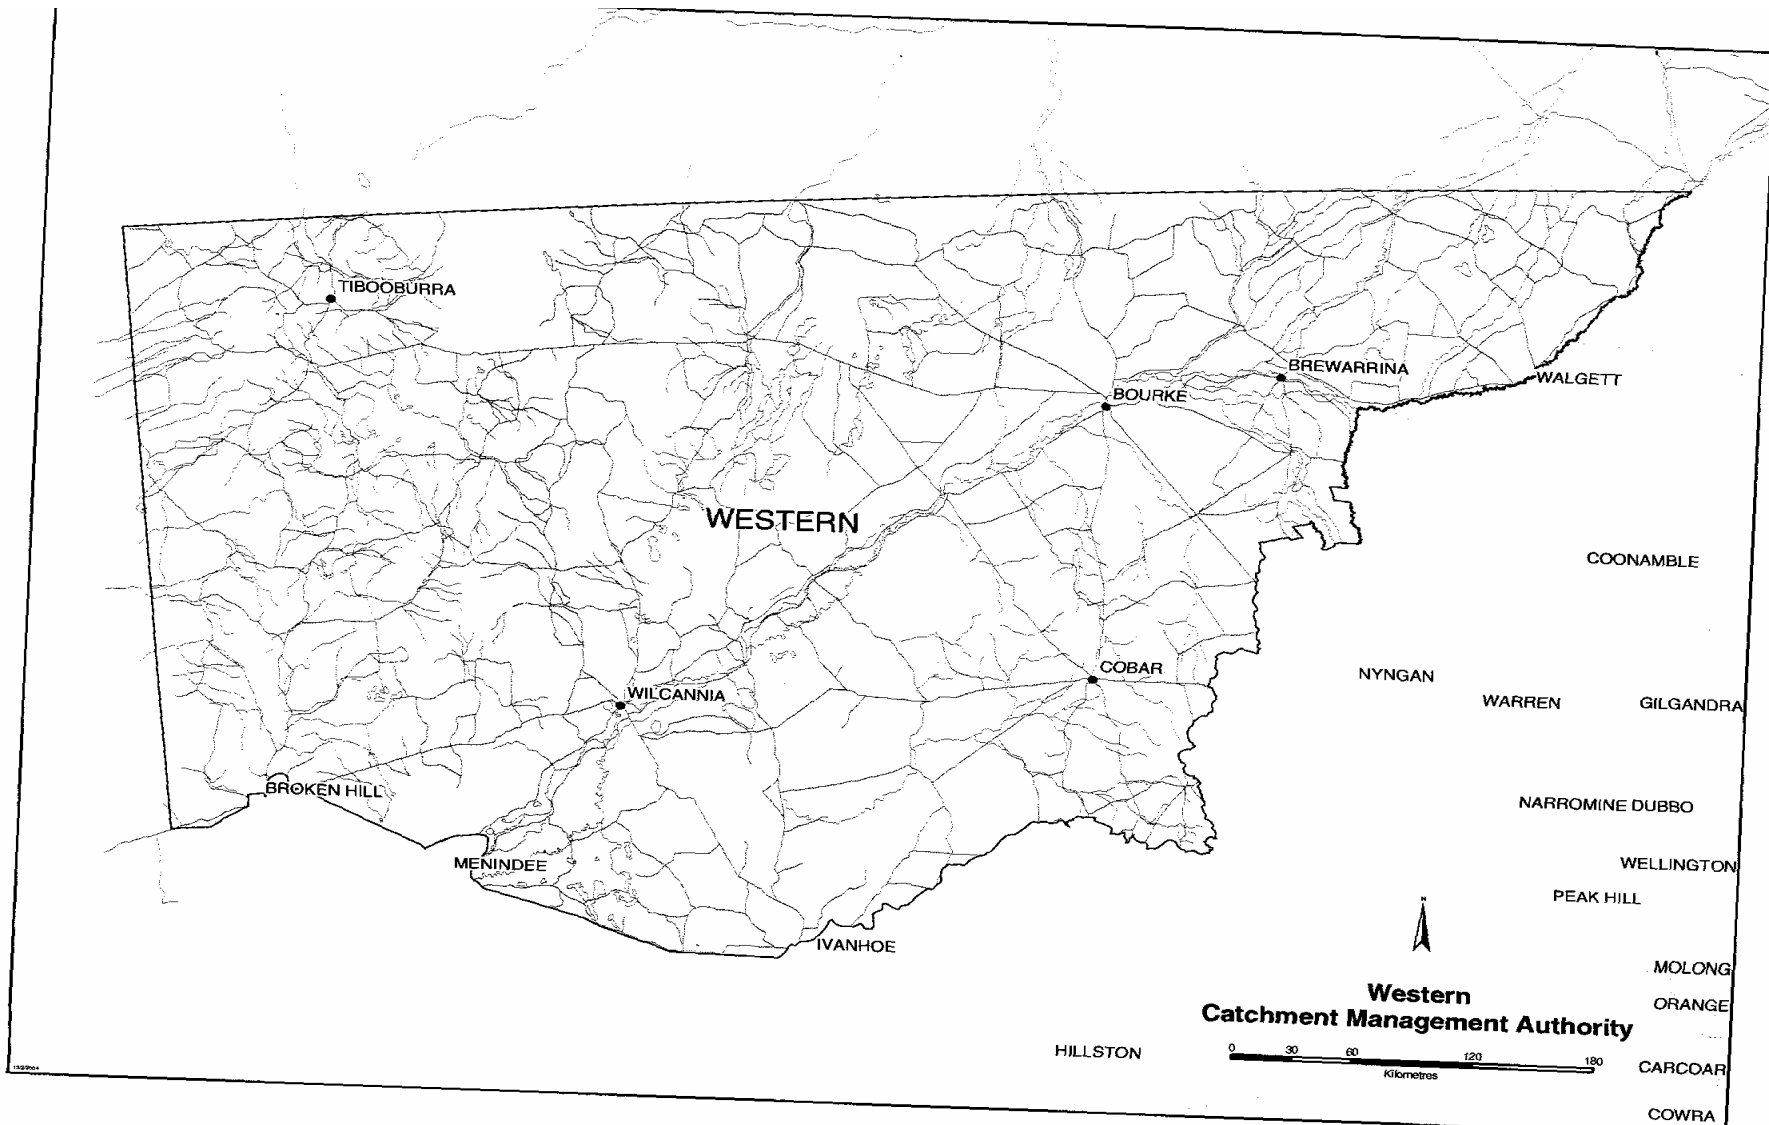 TIBOOBURRA
BREWARRINA
WALGETT
BOURKE
WESTERN
COONAMBLE
COBAR
NYNGAN
WILCANNIA
WARREN
GILGANDRA
BROKEN HILL
NARROMINE DUBBO
MENINDEE
WELLINGTON
PEAK HILL
N
IVANHOE
MOLONG
Western
ORANGE
Catchment Management Authority
HILLSTON
0 30 60 120 180
Kilometres
CARCOAR
COWRA